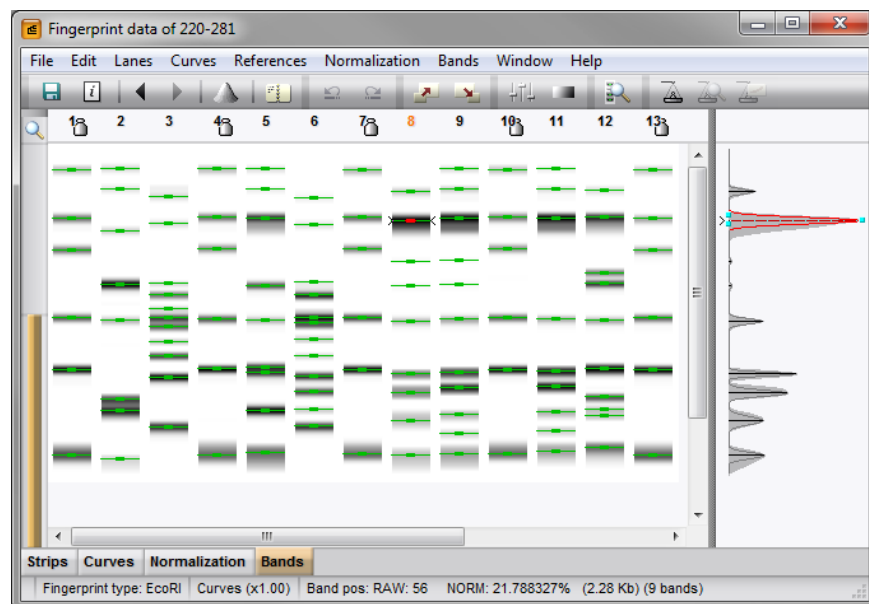 Fingerprint data of 220-281
File Edit Lanes Curves References Normalization Bands Window Help
1 2 3 4 5 6 7 8 9 10 11 12 13
Strips Curves Normalization Bands
Fingerprint type: EcoRI Curves (x1.00) Band pos: RAW: 56 NORM: 21.788327% (2.28 Kb) (9 bands)